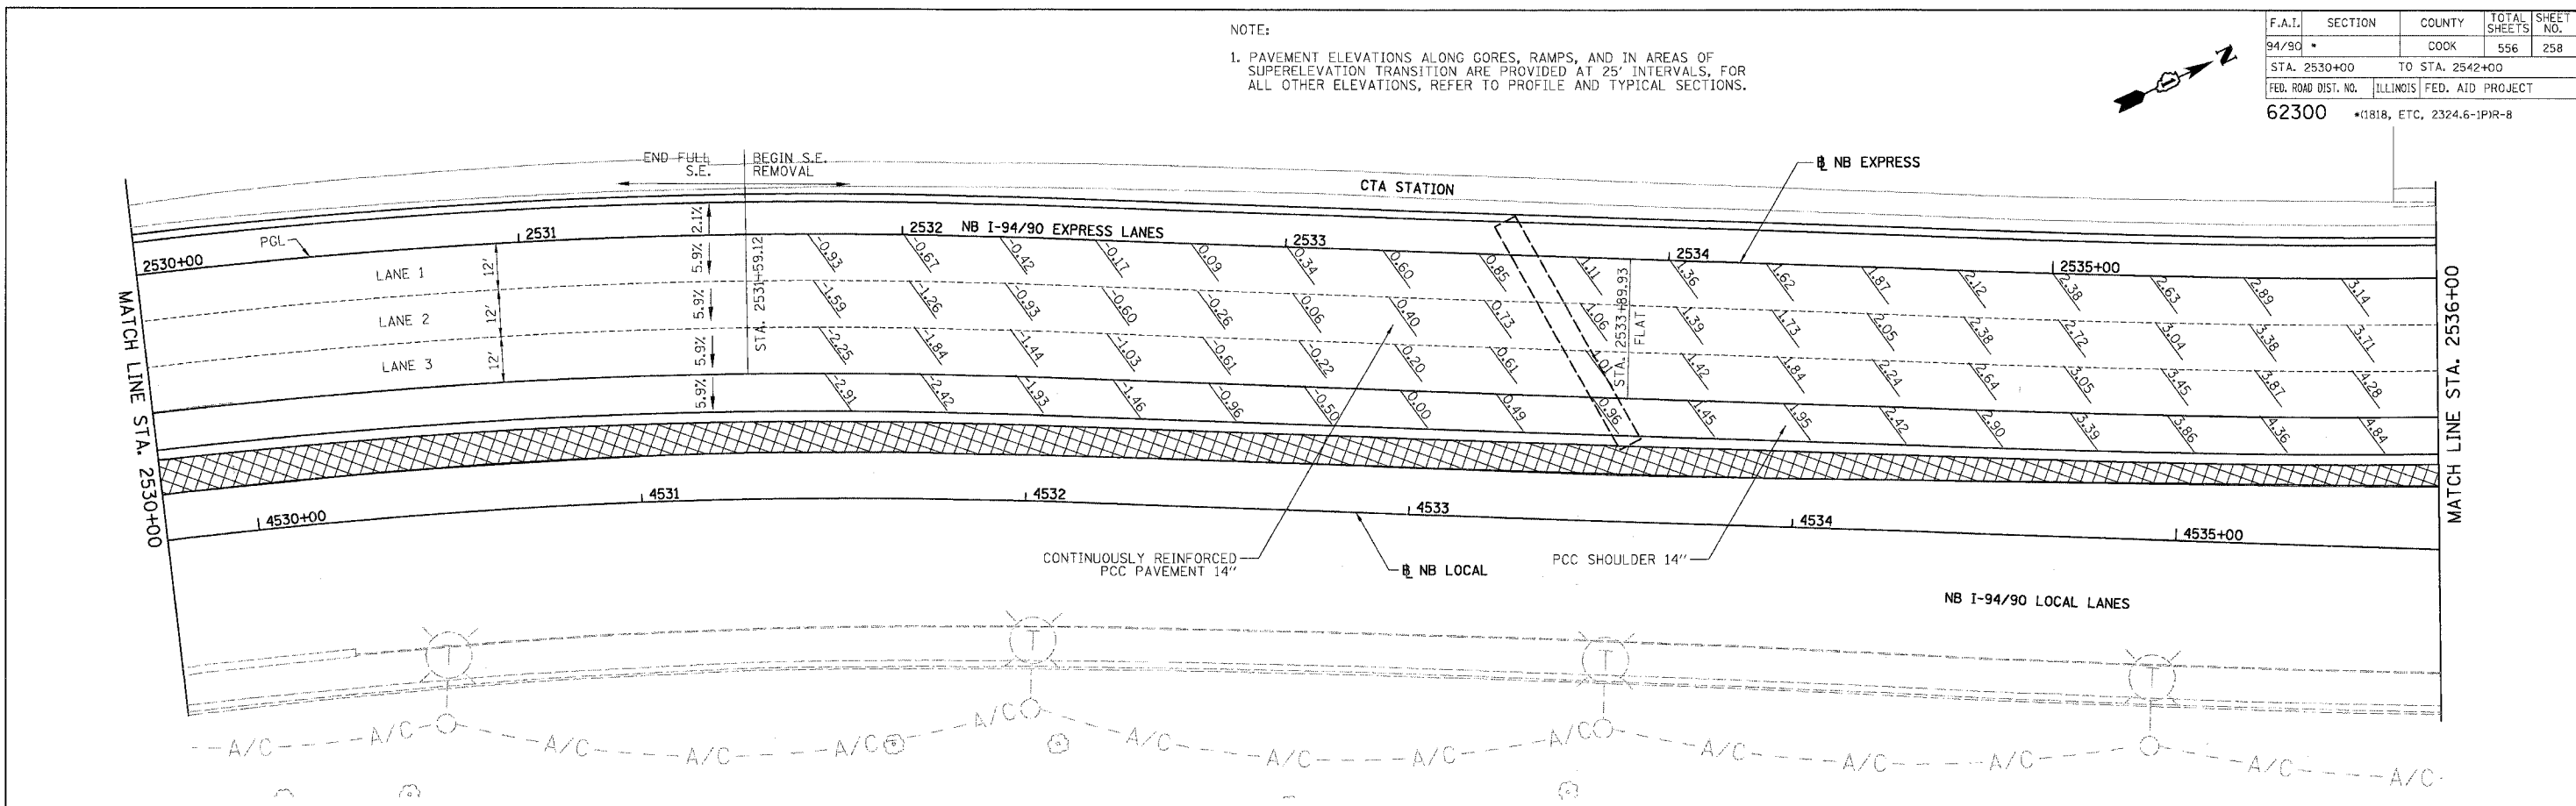 NOTE:
1. PAVEMENT ELEVATIONS ALONG GORES, RAMPS, AND IN AREAS OF
SUPERELEVATION TRANSITION ARE PROVIDED AT 25' INTERVALS, FOR
ALL OTHER ELEVATIONS, REFER TO PROFILE AND TYPICAL SECTIONS.
N
F.A.I. SECTION COUNTY TOTAL SHEETS SHEET NO.
94/90 * COOK 556 258
STA. 2530+00 TO STA. 2542+00
FED. ROAD DIST. NO. ILLINOIS FED. AID PROJECT
62300 *(1818, ETC, 2324.6-1P)R-8
END FULL S.E.
BEGIN S.E. REMOVAL
CTA STATION
℄ NB EXPRESS
MATCH LINE STA. 2530+00
2530+00
PGL
2531
2532
NB I-94/90 EXPRESS LANES
2533
2534
2535+00
LANE 1
LANE 2
LANE 3
12'
12'
12'
2.1%
5.9%
5.9%
5.9%
5.9%
STA. 2531+59.12
-0.93 -0.67 -0.42 -0.17 0.09 0.34 0.60 0.85 1.11 1.36 1.62 1.87 2.12 2.38 2.63 2.89 3.14
-1.59 -1.26 -0.93 -0.60 -0.26 0.06 0.40 0.73 1.06 1.39 1.73 2.05 2.38 2.72 3.04 3.38 3.71
-2.25 -1.84 -1.44 -1.03 -0.61 -0.22 0.20 0.61 1.01 1.42 1.84 2.24 2.64 3.05 3.45 3.87 4.28
-2.91 -2.42 -1.93 -1.46 -0.96 -0.50 0.00 0.49 0.96 1.45 1.95 2.42 2.90 3.39 3.86 4.36 4.84
STA. 2533+89.93
FLAT
MATCH LINE STA. 2536+00
4530+00
4531
4532
4533
4534
4535+00
CONTINUOUSLY REINFORCED
PCC PAVEMENT 14"
℄ NB LOCAL
PCC SHOULDER 14"
NB I-94/90 LOCAL LANES
T
T
T
T
A/C A/C A/C A/C A/C A/C A/C A/C A/C A/C A/C A/C A/C A/C